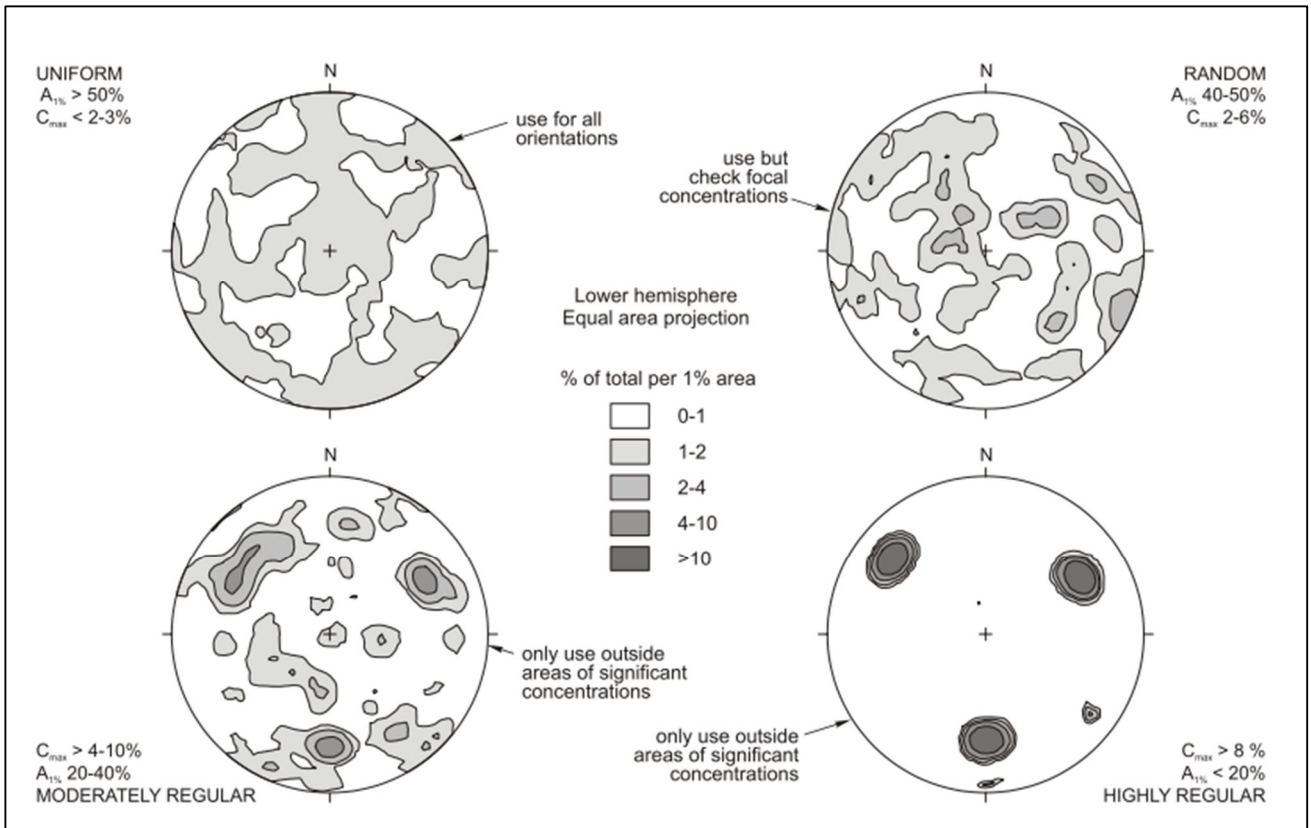 UNIFORM
A1% > 50%
Cmax < 2-3%
N
use for all
orientations
N
RANDOM
A1% 40-50%
Cmax 2-6%
use but
check focal
concentrations
Lower hemisphere
Equal area projection
% of total per 1% area
0-1
1-2
2-4
4-10
>10
N
only use outside
areas of significant
concentrations
Cmax > 4-10%
A1% 20-40%
MODERATELY REGULAR
N
only use outside
areas of significant
concentrations
Cmax > 8 %
A1% < 20%
HIGHLY REGULAR